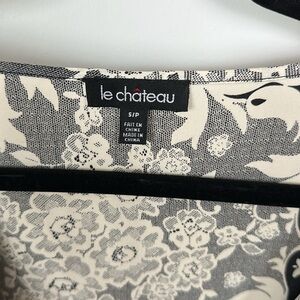 le château
S/P
FAIT EN
CHINE
MADE IN
CHINA